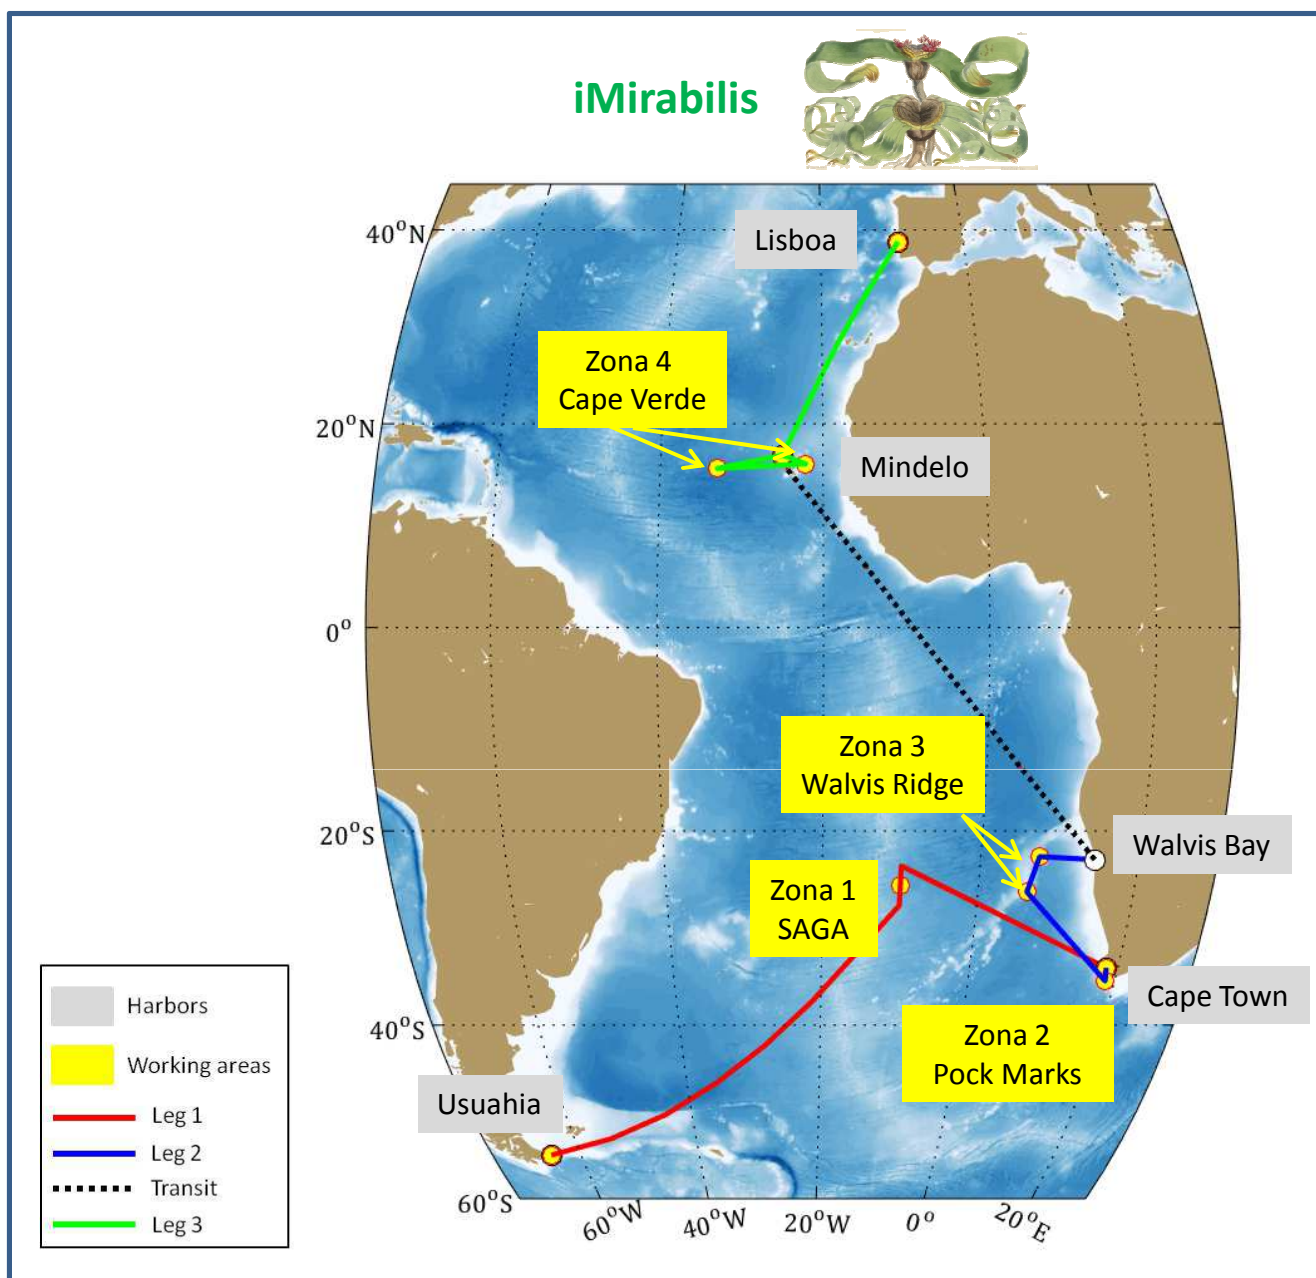 iMirabilis
40°N
Lisboa
Zona 4
Cape Verde
20°N
Mindelo
0°
Zona 3
Walvis Ridge
20°S
Walvis Bay
Zona 1
SAGA
Cape Town
40°S
Zona 2
Pock Marks
Usuahia
60°S
60°W
40°W
20°W
0°
20°E
Harbors
Working areas
Leg 1
Leg 2
Transit
Leg 3